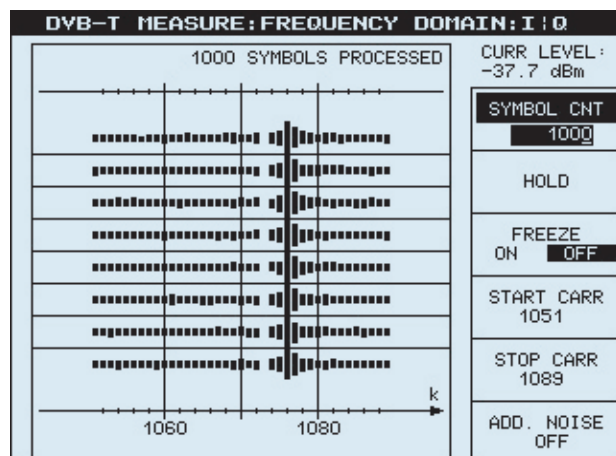 DVB-T MEASURE:FREQUENCY DOMAIN:I¦Q
1000 SYMBOLS PROCESSED
CURR LEVEL:
-37.7 dBm
SYMBOL CNT
1000
HOLD
FREEZE
ON OFF
START CARR
1051
STOP CARR
1089
ADD. NOISE
OFF
k
1060 1080